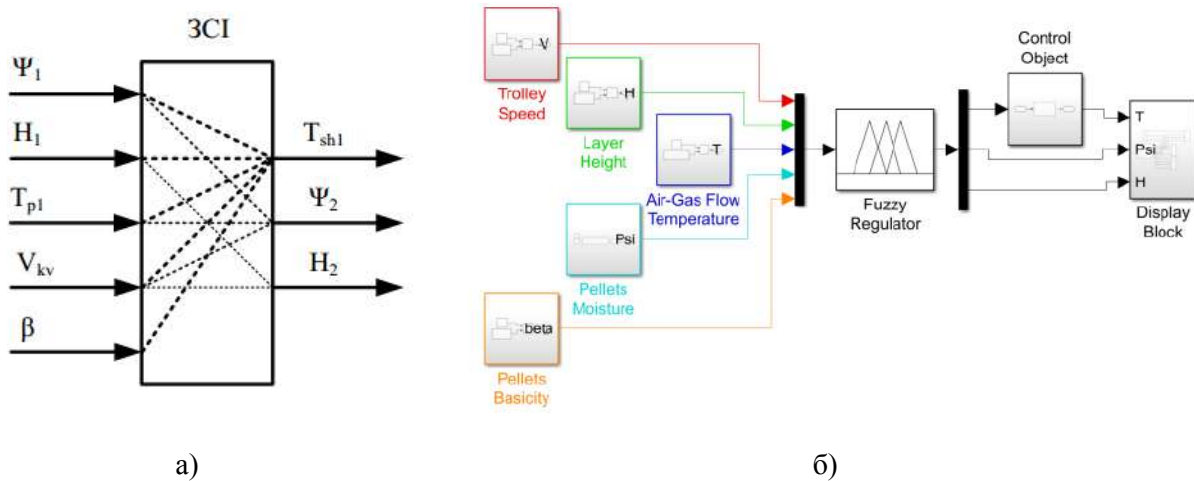 ЗСІ
Ψ1
H1
Tp1
Vkv
β
Tsh1
Ψ2
H2
а)
V
Trolley
Speed
H
Layer
Height
T
Air-Gas Flow
Temperature
Psi
Pellets
Moisture
beta
Pellets
Basicity
Fuzzy
Regulator
Control
Object
T
Psi
H
Display
Block
б)